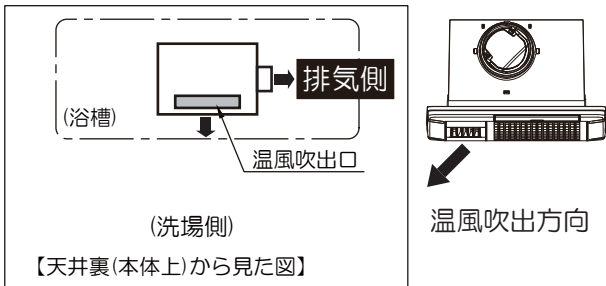 排気側
(浴槽)
温風吹出口
(洗場側)
【天井裏(本体上)から見た図】
温風吹出方向